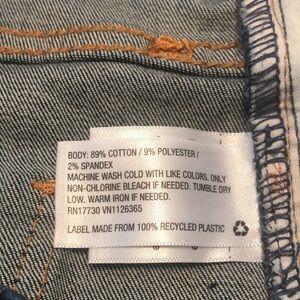 BODY: 89% COTTON / 9% POLYESTER /
2% SPANDEX
MACHINE WASH COLD WITH LIKE COLORS. ONLY
NON-CHLORINE BLEACH IF NEEDED. TUMBLE DRY
LOW. WARM IRON IF NEEDED.
RN17730 VN1126365
LABEL MADE FROM 100% RECYCLED PLASTIC